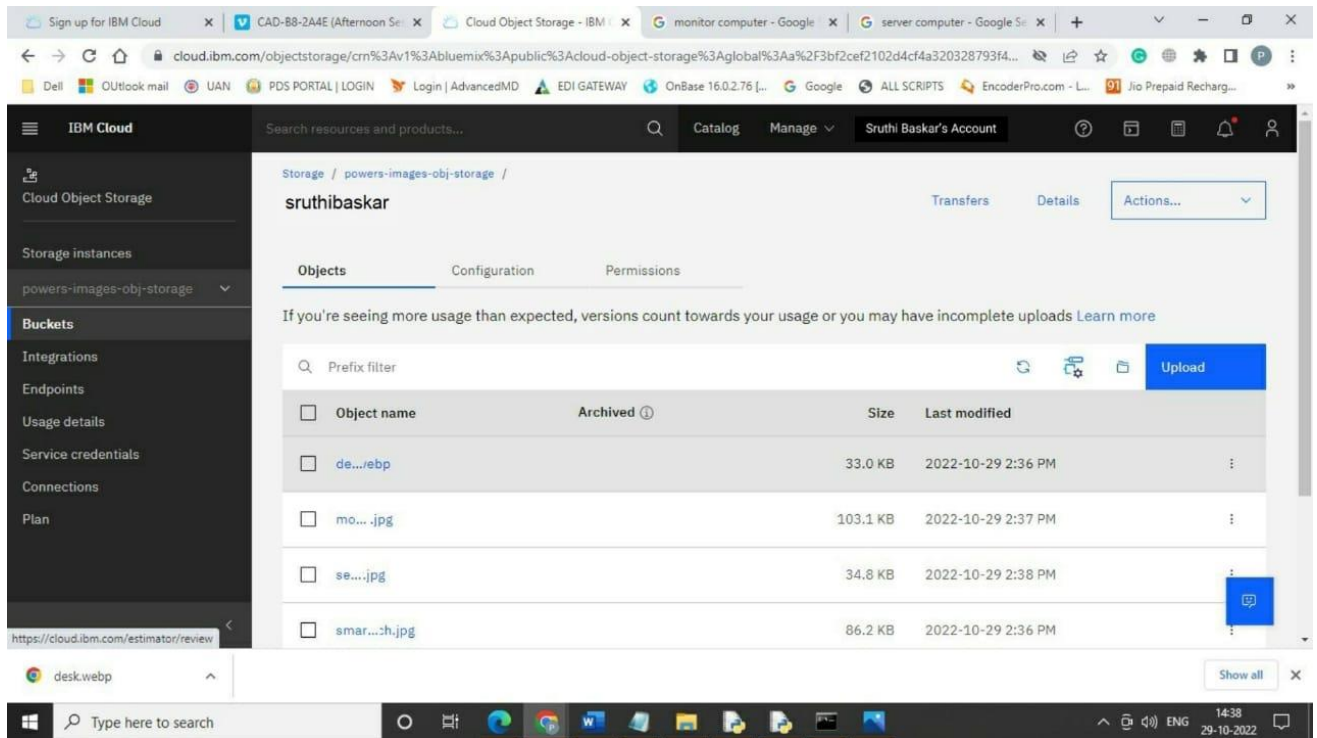 Sign up for IBM Cloud
CAD-B8-2A4E (Afternoon Se
Cloud Object Storage - IBM
monitor computer - Google
server computer - Google Se
cloud.ibm.com/objectstorage/crn%3Av1%3Abluemix%3Apublic%3Acloud-object-storage%3Aglobal%3Aa%2F3bf2cef2102d4cf4a320328793f4...
Dell OUtlook mail UAN PDS PORTAL | LOGIN Login | AdvancedMD EDI GATEWAY OnBase 16.0.2.76 [... Google ALL SCRIPTS EncoderPro.com - L... Jio Prepaid Recharg... »
IBM Cloud Search resources and products... Catalog Manage Sruthi Baskar's Account
Cloud Object Storage
Storage instances
powers-images-obj-storage
Buckets
Integrations
Endpoints
Usage details
Service credentials
Connections
Plan
https://cloud.ibm.com/estimator/review
Storage / powers-images-obj-storage /
sruthibaskar Transfers Details Actions...
Objects Configuration Permissions
If you're seeing more usage than expected, versions count towards your usage or you may have incomplete uploads Learn more
Prefix filter Upload
Object name Archived Size Last modified
de.../ebp 33.0 KB 2022-10-29 2:36 PM
mo... .jpg 103.1 KB 2022-10-29 2:37 PM
se....jpg 34.8 KB 2022-10-29 2:38 PM
smar...:h.jpg 86.2 KB 2022-10-29 2:36 PM
desk.webp Show all
Type here to search ENG 14:38
29-10-2022